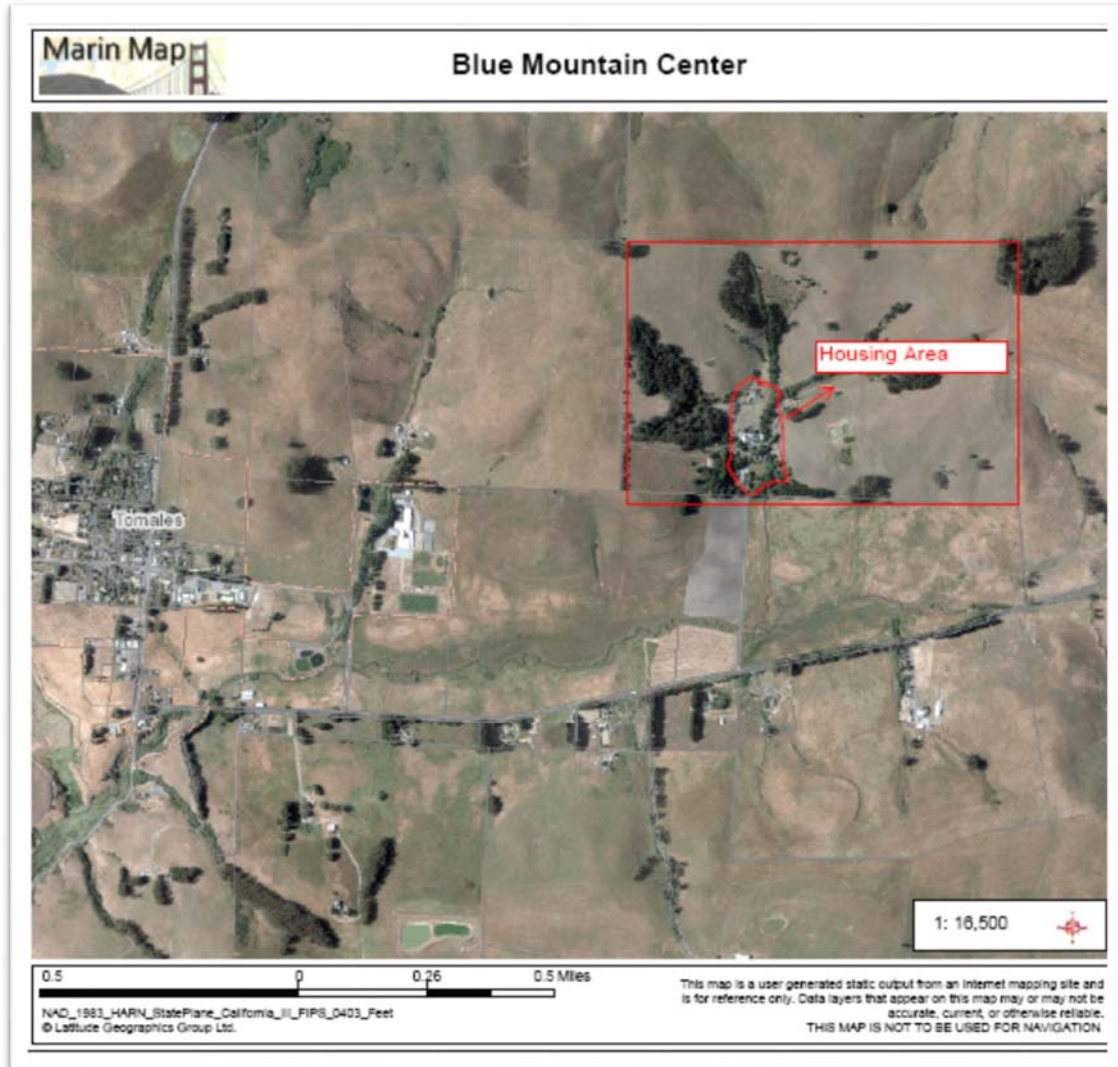 Marin Map
Blue Mountain Center
Housing Area
Tomales
1: 16,500
0.5 0 0.26 0.5 Miles
NAD_1983_HARN_StatePlane_California_III_FIPS_0403_Feet
© Latitude Geographics Group Ltd.
This map is a user generated static output from an Internet mapping site and
is for reference only. Data layers that appear on this map may or may not be
accurate, current, or otherwise reliable.
THIS MAP IS NOT TO BE USED FOR NAVIGATION